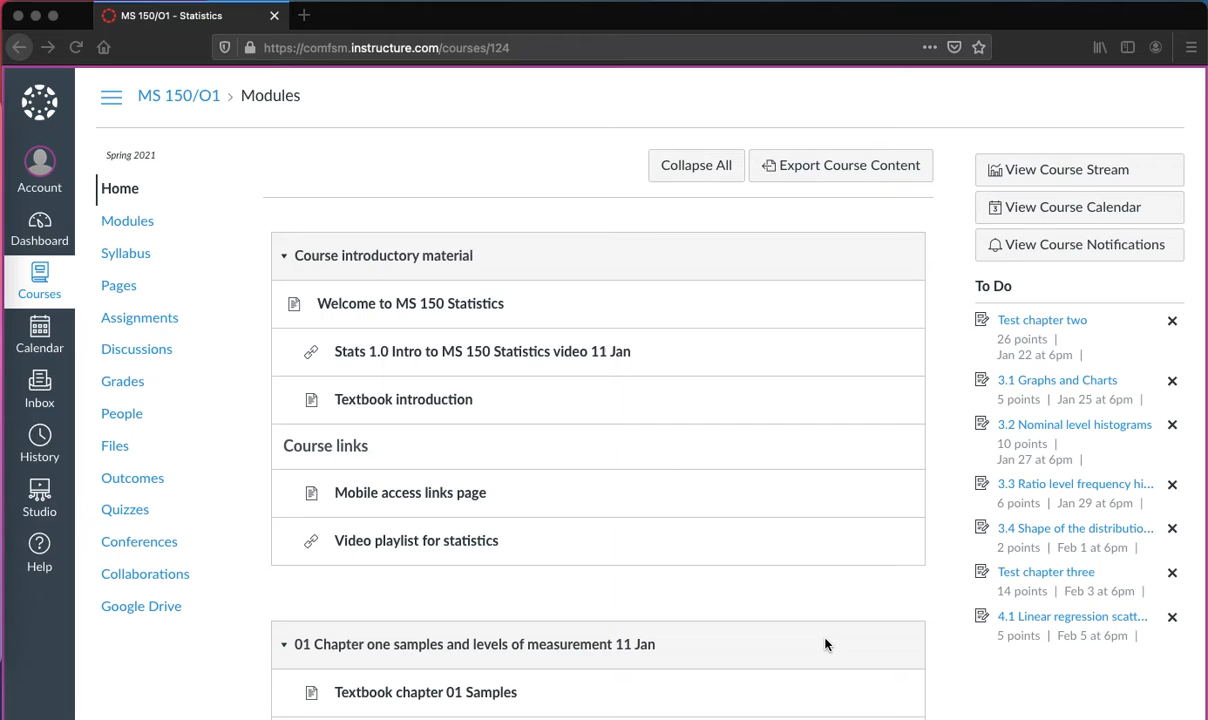 MS 150/O1 - Statistics
https://comfsm.instructure.com/courses/124
MS 150/O1 › Modules
Account
Dashboard
Courses
Calendar
Inbox
History
Studio
Help
Spring 2021
Home
Modules
Syllabus
Pages
Assignments
Discussions
Grades
People
Files
Outcomes
Quizzes
Conferences
Collaborations
Google Drive
Collapse All
Export Course Content
Course introductory material
Welcome to MS 150 Statistics
Stats 1.0 Intro to MS 150 Statistics video 11 Jan
Textbook introduction
Course links
Mobile access links page
Video playlist for statistics
01 Chapter one samples and levels of measurement 11 Jan
Textbook chapter 01 Samples
View Course Stream
View Course Calendar
View Course Notifications
To Do
Test chapter two
26 points |
Jan 22 at 6pm |
3.1 Graphs and Charts
5 points | Jan 25 at 6pm |
3.2 Nominal level histograms
10 points |
Jan 27 at 6pm |
3.3 Ratio level frequency hi...
6 points | Jan 29 at 6pm |
3.4 Shape of the distributio...
2 points | Feb 1 at 6pm |
Test chapter three
14 points | Feb 3 at 6pm |
4.1 Linear regression scatt...
5 points | Feb 5 at 6pm |